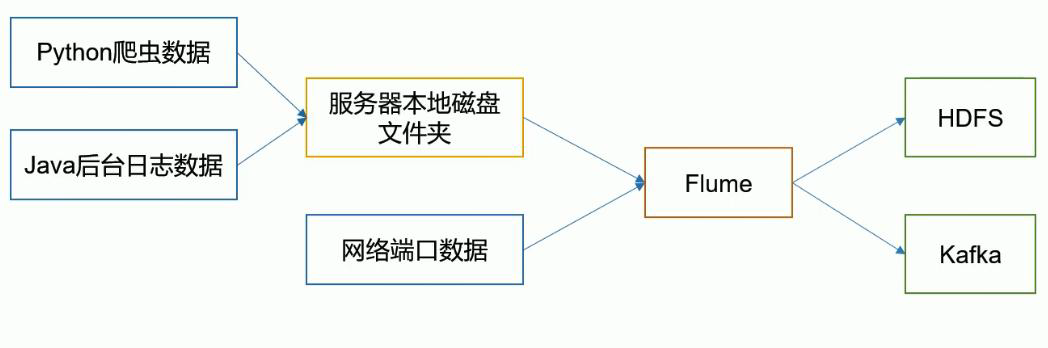 Python爬虫数据
Java后台日志数据
服务器本地磁盘
文件夹
网络端口数据
Flume
HDFS
Kafka